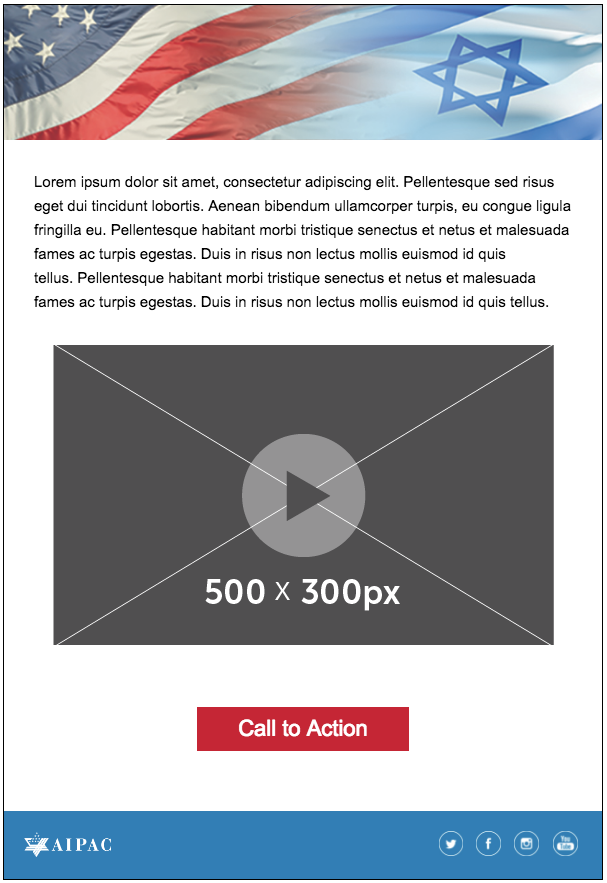 Lorem ipsum dolor sit amet, consectetur adipiscing elit. Pellentesque sed risus
eget dui tincidunt lobortis. Aenean bibendum ullamcorper turpis, eu congue ligula
fringilla eu. Pellentesque habitant morbi tristique senectus et netus et malesuada
fames ac turpis egestas. Duis in risus non lectus mollis euismod id quis
tellus. Pellentesque habitant morbi tristique senectus et netus et malesuada
fames ac turpis egestas. Duis in risus non lectus mollis euismod id quis tellus.
500 X 300px
Call to Action
AIPAC
You
Tube